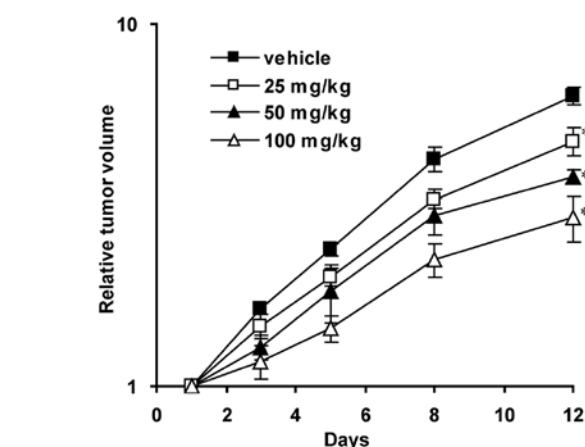 10
vehicle
25 mg/kg
50 mg/kg
100 mg/kg
Relative tumor volume
*
*
*
1
0 2 4 6 8 10 12
Days